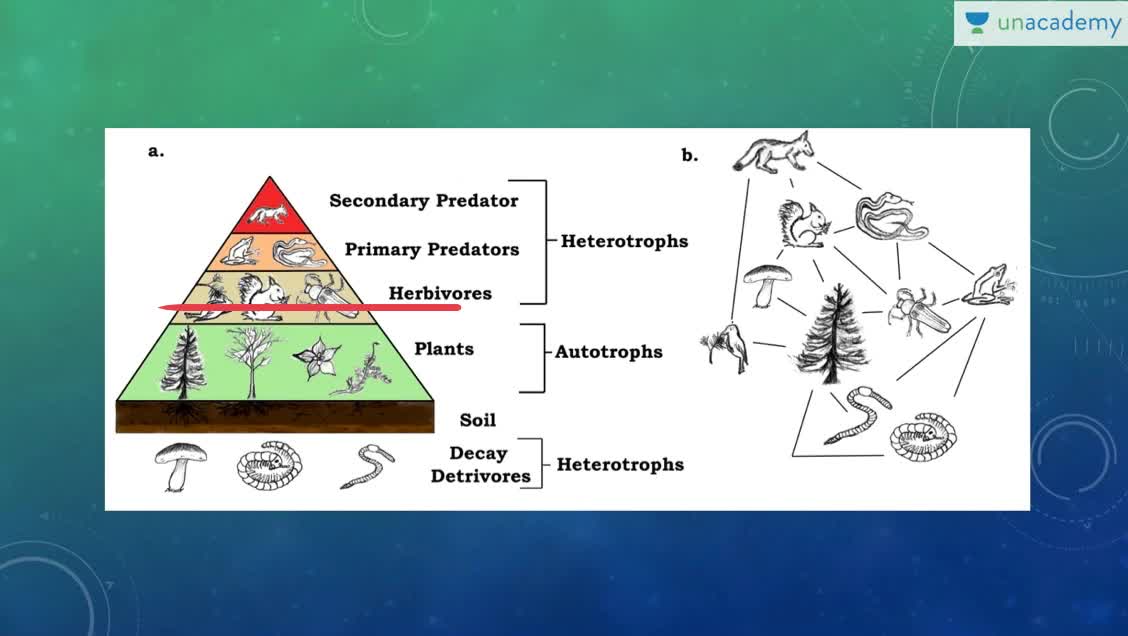 unacademy
a.
b.
Secondary Predator
Primary Predators
Heterotrophs
Herbivores
Plants
Autotrophs
Soil
Decay
Detrivores
Heterotrophs